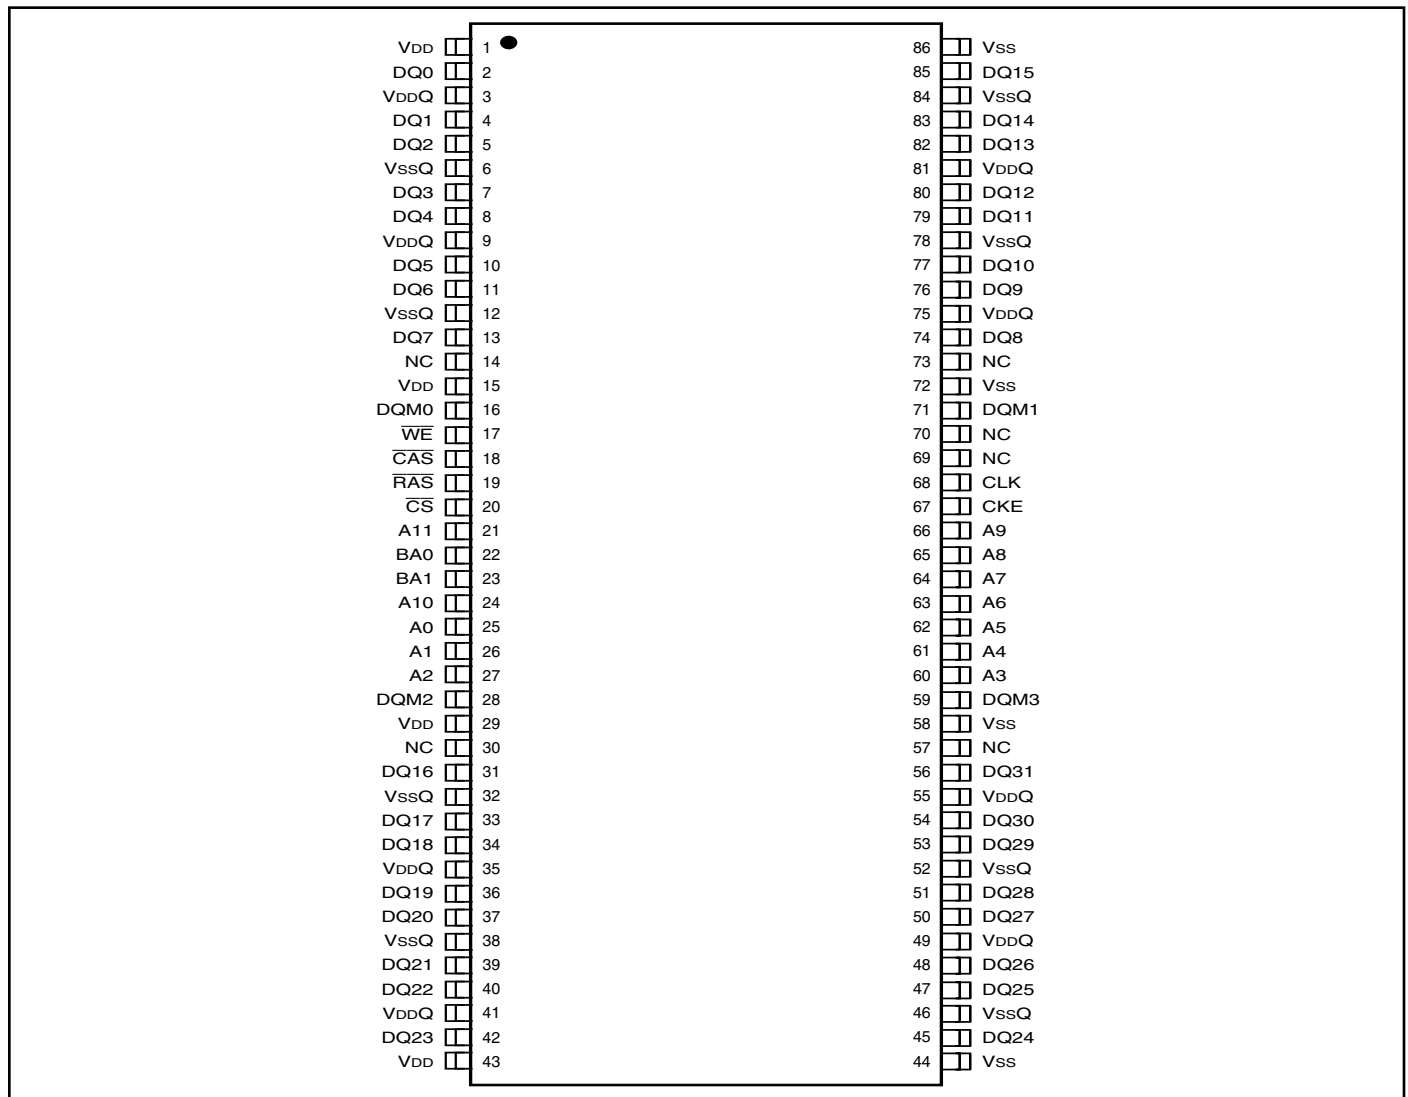 VDD 1 86 VSS
DQ0 2 85 DQ15
VDDQ 3 84 VSSQ
DQ1 4 83 DQ14
DQ2 5 82 DQ13
VSSQ 6 81 VDDQ
DQ3 7 80 DQ12
DQ4 8 79 DQ11
VDDQ 9 78 VSSQ
DQ5 10 77 DQ10
DQ6 11 76 DQ9
VSSQ 12 75 VDDQ
DQ7 13 74 DQ8
NC 14 73 NC
VDD 15 72 VSS
DQM0 16 71 DQM1
W̅E̅ 17 70 NC
C̅A̅S̅ 18 69 NC
R̅A̅S̅ 19 68 CLK
C̅S̅ 20 67 CKE
A11 21 66 A9
BA0 22 65 A8
BA1 23 64 A7
A10 24 63 A6
A0 25 62 A5
A1 26 61 A4
A2 27 60 A3
DQM2 28 59 DQM3
VDD 29 58 VSS
NC 30 57 NC
DQ16 31 56 DQ31
VSSQ 32 55 VDDQ
DQ17 33 54 DQ30
DQ18 34 53 DQ29
VDDQ 35 52 VSSQ
DQ19 36 51 DQ28
DQ20 37 50 DQ27
VSSQ 38 49 VDDQ
DQ21 39 48 DQ26
DQ22 40 47 DQ25
VDDQ 41 46 VSSQ
DQ23 42 45 DQ24
VDD 43 44 VSS